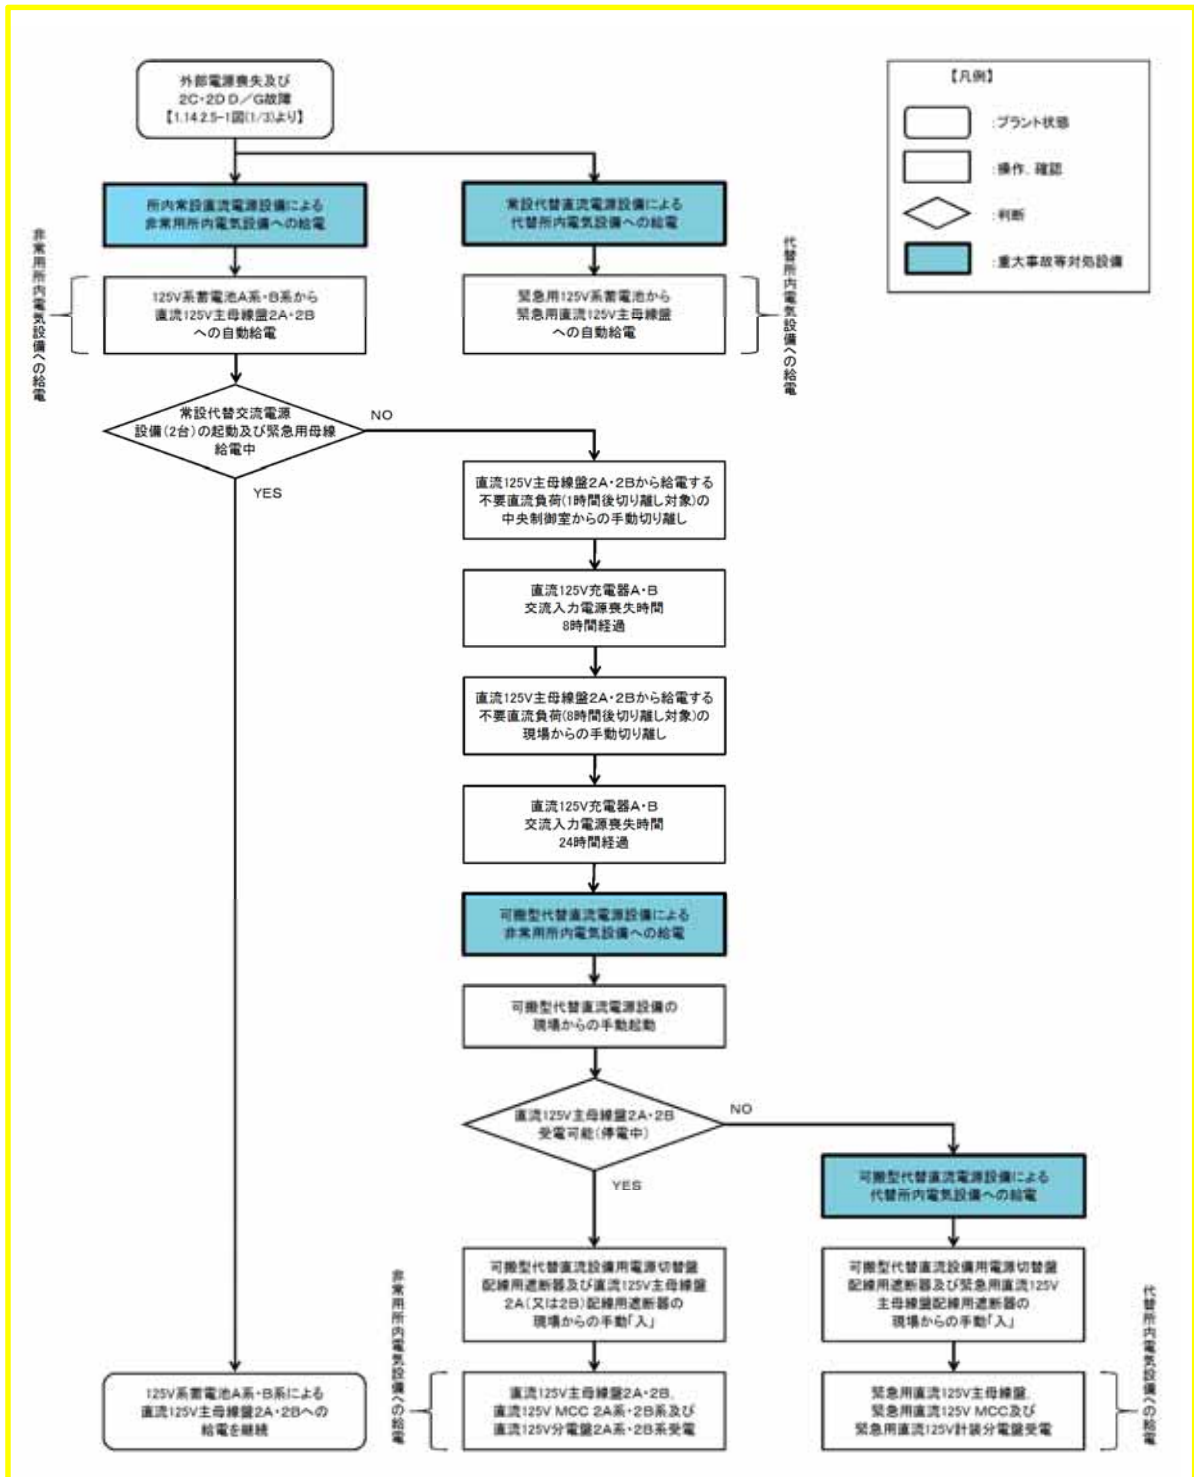 外部電源喪失及び
2C・2D D／G故障
【1.14.2.5-1図(1/3)より】
【凡例】
:プラント状態
:操作、確認
:判断
:重大事故等対処設備
所内常設直流電源設備による
非常用所内電気設備への給電
常設代替直流電源設備による
代替所内電気設備への給電
非常用所内電気設備への給電
125V系蓄電池A系・B系から
直流125V主母線盤2A・2B
への自動給電
緊急用125V系蓄電池から
緊急用直流125V主母線盤
への自動給電
代替所内電気設備への給電
常設代替交流電源
設備(2台)の起動及び緊急用母線
給電中
NO
YES
直流125V主母線盤2A・2Bから給電する
不要直流負荷(1時間後切り離し対象)の
中央制御室からの手動切り離し
直流125V充電器A・B
交流入力電源喪失時間
8時間経過
直流125V主母線盤2A・2Bから給電する
不要直流負荷(8時間後切り離し対象)の
現場からの手動切り離し
直流125V充電器A・B
交流入力電源喪失時間
24時間経過
可搬型代替直流電源設備による
非常用所内電気設備への給電
可搬型代替直流電源設備の
現場からの手動起動
直流125V主母線盤2A・2B
受電可能(停電中)
NO
YES
可搬型代替直流電源設備による
代替所内電気設備への給電
可搬型代替直流設備用電源切替盤
配線用遮断器及び直流125V主母線盤
2A(又は2B)配線用遮断器の
現場からの手動「入」
可搬型代替直流設備用電源切替盤
配線用遮断器及び緊急用直流125V
主母線盤配線用遮断器の
現場からの手動「入」
125V系蓄電池A系・B系による
直流125V主母線盤2A・2Bへの
給電を継続
非常用所内電気設備への給電
直流125V主母線盤2A・2B、
直流125V MCC 2A系・2B系及び
直流125V分電盤2A系・2B系受電
緊急用直流125V主母線盤、
緊急用直流125V MCC及び
緊急用直流125V計装分電盤受電
代替所内電気設備への給電